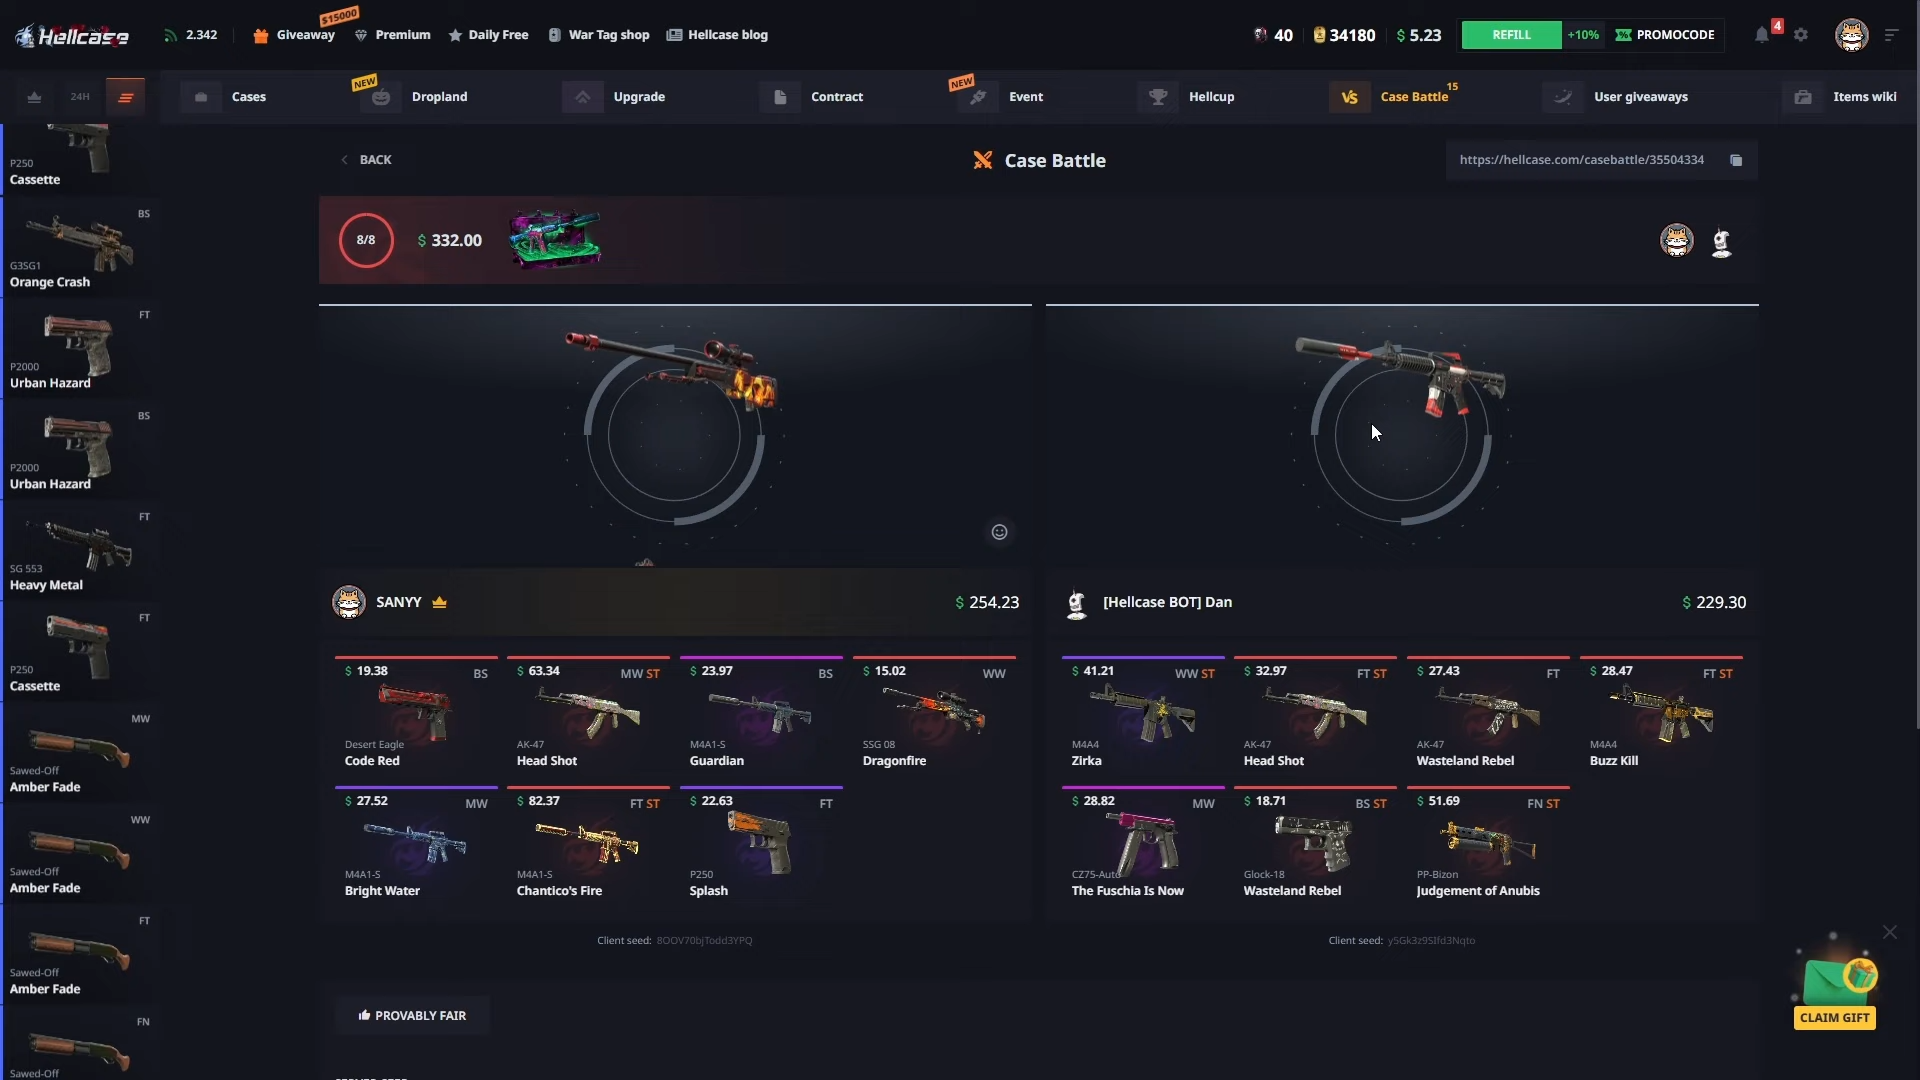 Hellcase
2.342
$15000
Giveaway
Premium
Daily Free
War Tag shop
Hellcase blog
40
34180
$ 5.23
REFILL
+10%
PROMOCODE
4
24H
Cases
NEW
Dropland
Upgrade
Contract
NEW
Event
Hellcup
VS
Case Battle
15
User giveaways
Items wiki
P250
Cassette
BS
G3SG1
Orange Crash
FT
P2000
Urban Hazard
BS
P2000
Urban Hazard
FT
SG 553
Heavy Metal
FT
P250
Cassette
MW
Sawed-Off
Amber Fade
WW
Sawed-Off
Amber Fade
FT
Sawed-Off
Amber Fade
FN
Sawed-Off
BACK
Case Battle
https://hellcase.com/casebattle/35504334
8/8
$ 332.00
SANYY
$ 254.23
[Hellcase BOT] Dan
$ 229.30
$ 19.38
BS
Desert Eagle
Code Red
$ 63.34
MW ST
AK-47
Head Shot
$ 23.97
BS
M4A1-S
Guardian
$ 15.02
WW
SSG 08
Dragonfire
$ 27.52
MW
M4A1-S
Bright Water
$ 82.37
FT ST
M4A1-S
Chantico's Fire
$ 22.63
FT
P250
Splash
$ 41.21
WW ST
M4A4
Zirka
$ 32.97
FT ST
AK-47
Head Shot
$ 27.43
FT
AK-47
Wasteland Rebel
$ 28.47
FT ST
M4A4
Buzz Kill
$ 28.82
MW
CZ75-Auto
The Fuschia Is Now
$ 18.71
BS ST
Glock-18
Wasteland Rebel
$ 51.69
FN ST
PP-Bizon
Judgement of Anubis
Client seed: 8OOV70bjTodd3YPQ
Client seed: y5Gk3z9SIfd3Nqto
PROVABLY FAIR
CLAIM GIFT